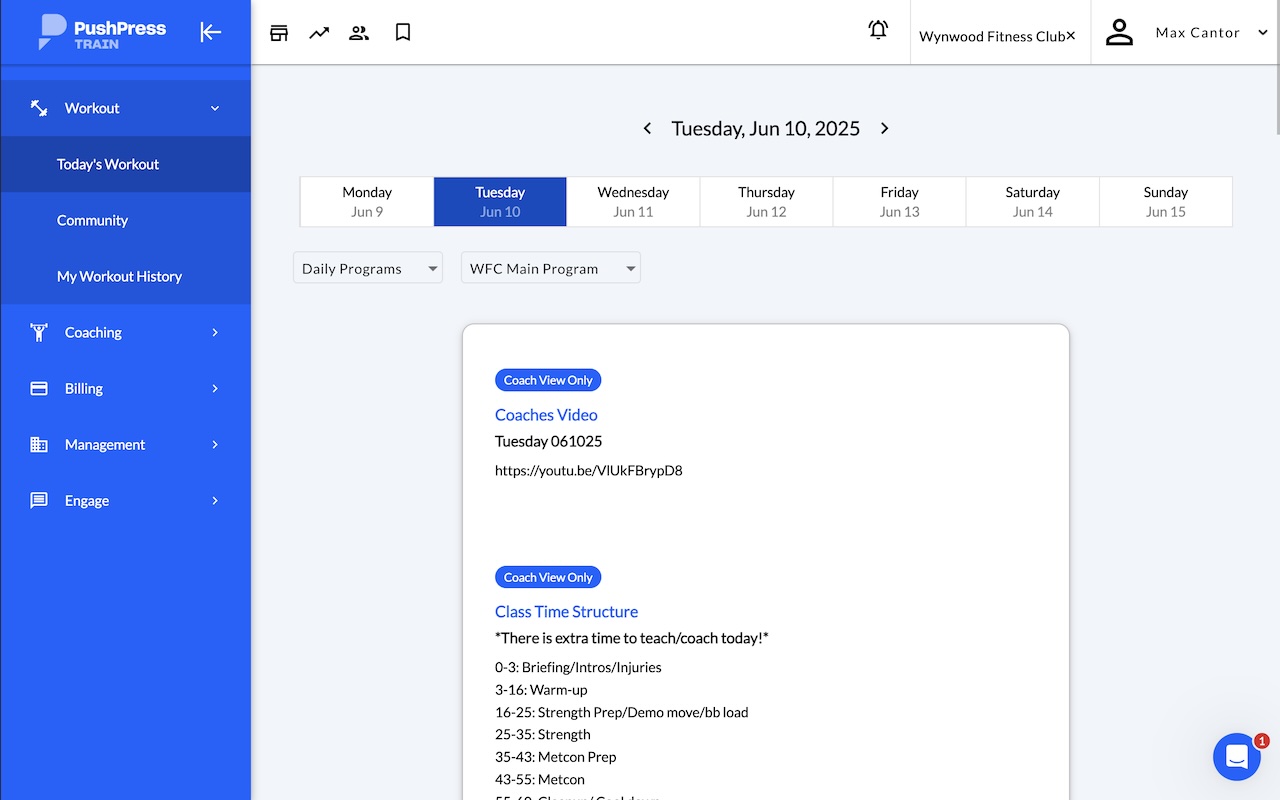 PushPress
TRAIN
Wynwood Fitness Club×
Max Cantor
Workout
Today's Workout
Community
My Workout History
Coaching
Billing
Management
Engage
Tuesday, Jun 10, 2025
Monday
Jun 9
Tuesday
Jun 10
Wednesday
Jun 11
Thursday
Jun 12
Friday
Jun 13
Saturday
Jun 14
Sunday
Jun 15
Daily Programs
WFC Main Program
Coach View Only
Coaches Video
Tuesday 061025
https://youtu.be/VlUkFBrypD8
Coach View Only
Class Time Structure
*There is extra time to teach/coach today!*
0-3: Briefing/Intros/Injuries
3-16: Warm-up
16-25: Strength Prep/Demo move/bb load
25-35: Strength
35-43: Metcon Prep
43-55: Metcon
1